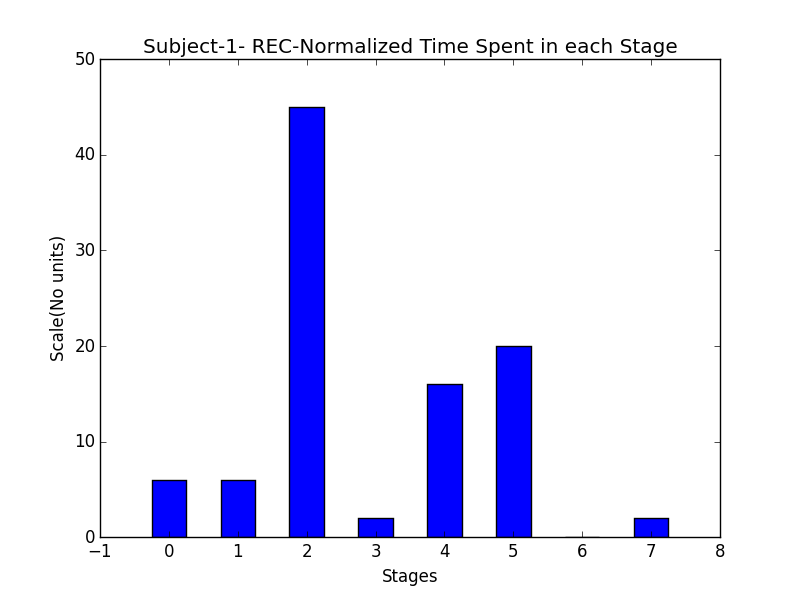 Subject-1- REC-Normalized Time Spent in each Stage
50
40
30
20
10
0
Scale(No units)
−1 0 1 2 3 4 5 6 7 8
Stages